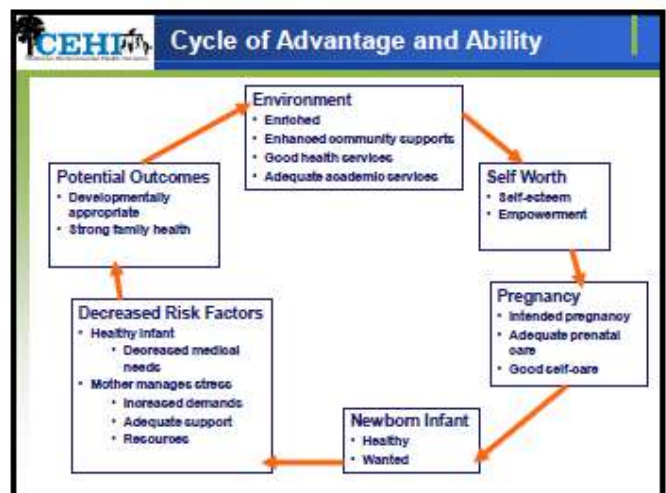 CEHI
Cycle of Advantage and Ability
Environment
• Enriched
• Enhanced community supports
• Good health services
• Adequate academic services
Self Worth
• Self-esteem
• Empowerment
Pregnancy
• Intended pregnancy
• Adequate prenatal
care
• Good self-care
Newborn Infant
• Healthy
• Wanted
Decreased Risk Factors
• Healthy infant
• Decreased medical
needs
• Mother manages stress
• Increased demands
• Adequate support
• Resources
Potential Outcomes
• Developmentally
appropriate
• Strong family health